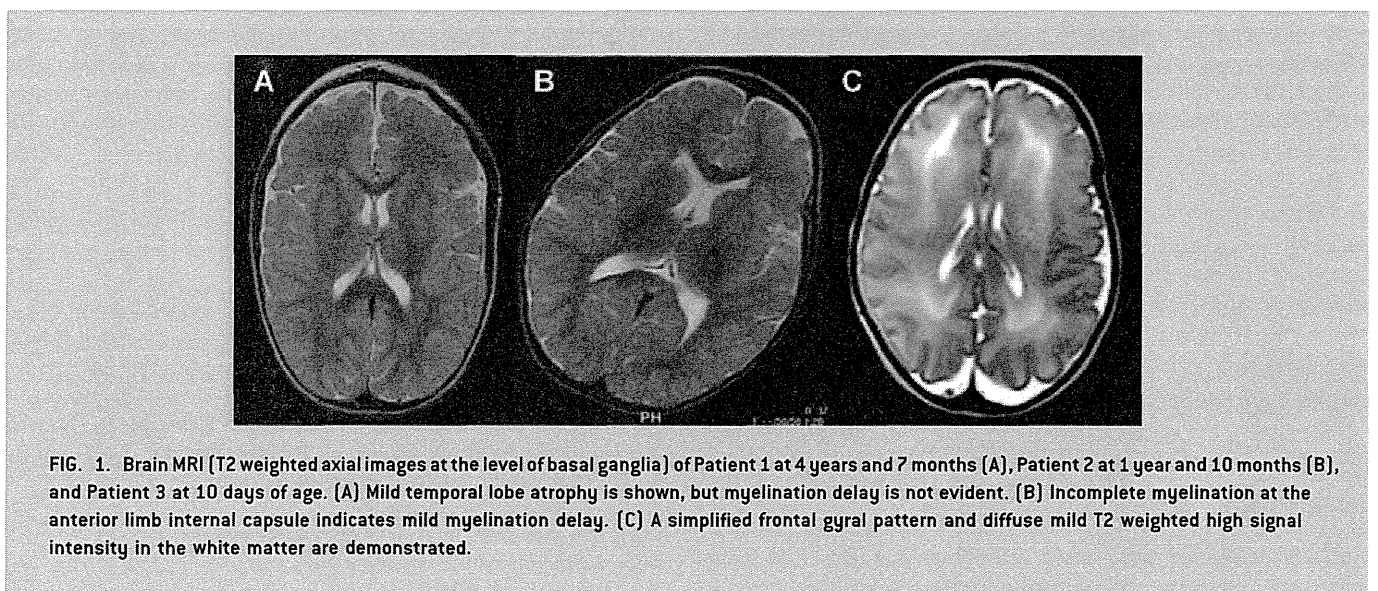 A
B
C
PH
FIG. 1. Brain MRI (T2 weighted axial images at the level of basal ganglia) of Patient 1 at 4 years and 7 months (A), Patient 2 at 1 year and 10 months (B),
and Patient 3 at 10 days of age. (A) Mild temporal lobe atrophy is shown, but myelination delay is not evident. (B) Incomplete myelination at the
anterior limb internal capsule indicates mild myelination delay. (C) A simplified frontal gyral pattern and diffuse mild T2 weighted high signal
intensity in the white matter are demonstrated.